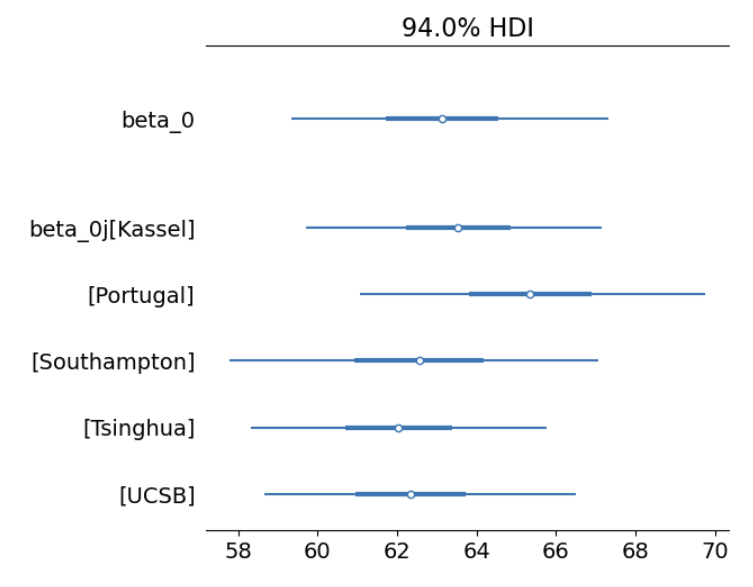 94.0% HDI
beta_0
beta_0j[Kassel]
[Portugal]
[Southampton]
[Tsinghua]
[UCSB]
58 60 62 64 66 68 70